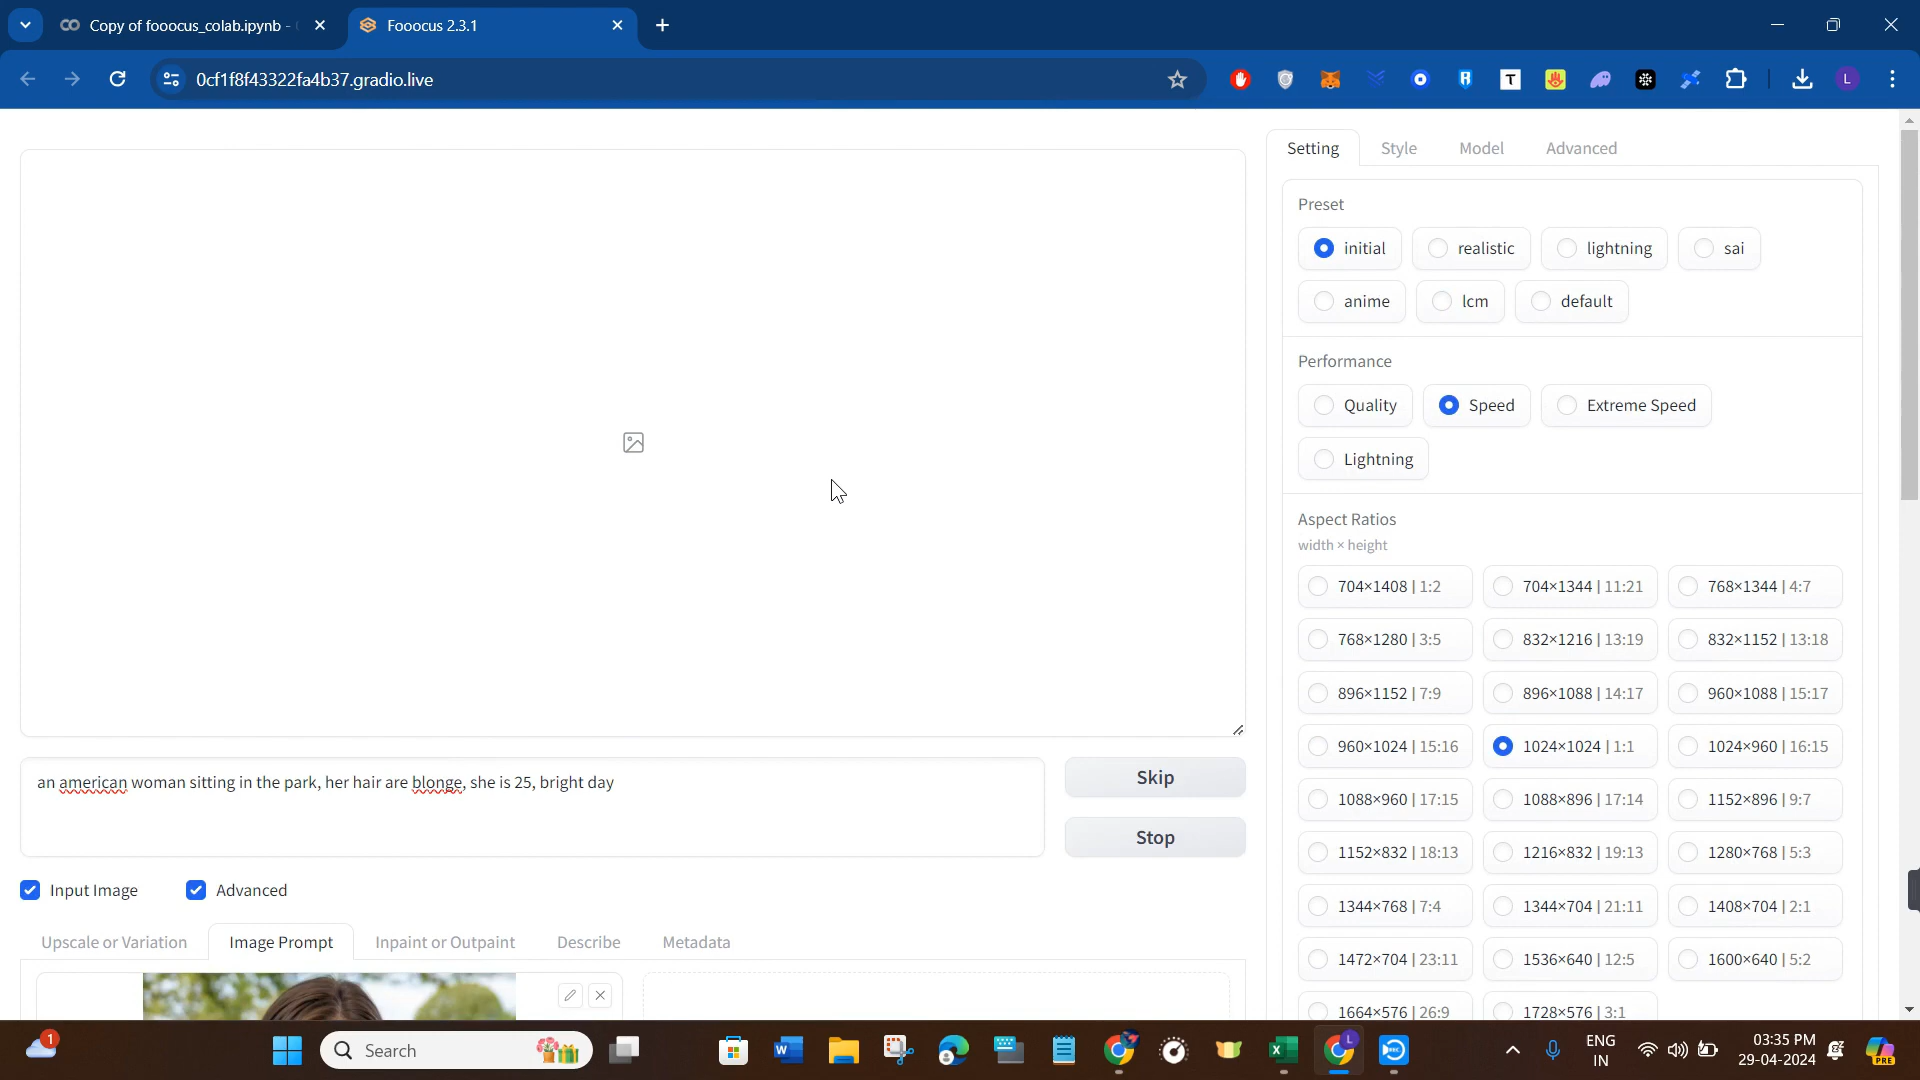 Copy of fooocus_colab.ipynb -
Fooocus 2.3.1
0cf1f8f43322fa4b37.gradio.live
T
L
Setting Style Model Advanced
Preset
initial realistic lightning sai
anime lcm default
Performance
Quality Speed Extreme Speed
Lightning
Aspect Ratios
width × height
704×1408 | 1:2 704×1344 | 11:21 768×1344 | 4:7
768×1280 | 3:5 832×1216 | 13:19 832×1152 | 13:18
896×1152 | 7:9 896×1088 | 14:17 960×1088 | 15:17
960×1024 | 15:16 1024×1024 | 1:1 1024×960 | 16:15
1088×960 | 17:15 1088×896 | 17:14 1152×896 | 9:7
1152×832 | 18:13 1216×832 | 19:13 1280×768 | 5:3
1344×768 | 7:4 1344×704 | 21:11 1408×704 | 2:1
1472×704 | 23:11 1536×640 | 12:5 1600×640 | 5:2
1664×576 | 26:9 1728×576 | 3:1
an american woman sitting in the park, her hair are blonge, she is 25, bright day
Skip
Stop
Input Image Advanced
Upscale or Variation Image Prompt Inpaint or Outpaint Describe Metadata
1
Search
ENG
IN
03:35 PM
29-04-2024
PRE